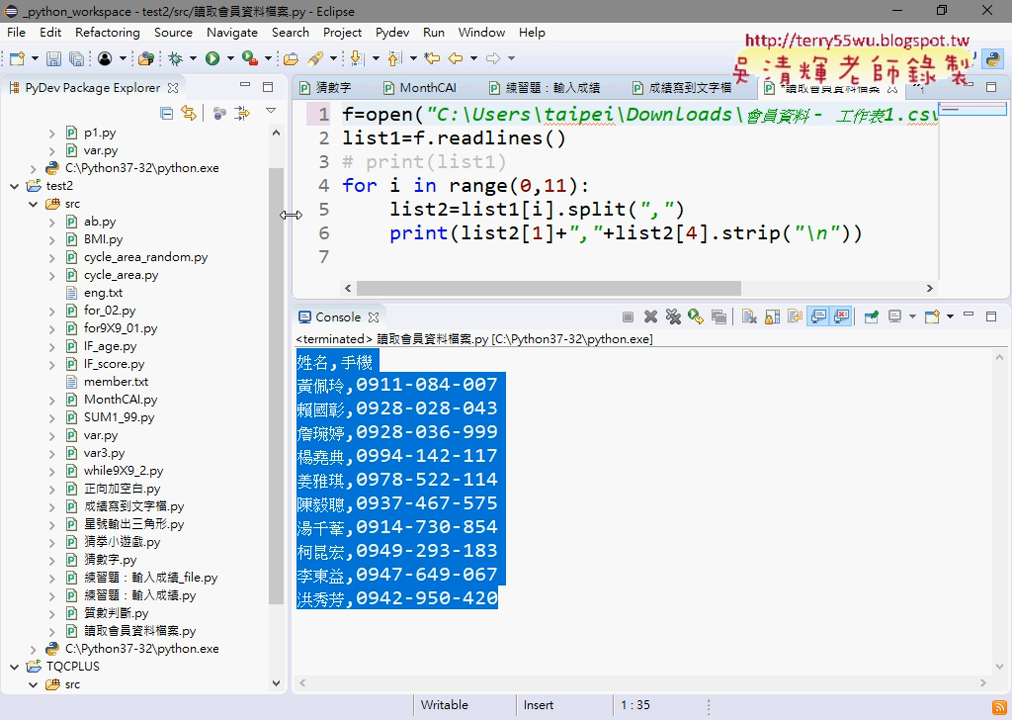 _python_workspace - test2/src/讀取會員資料檔案.py - Eclipse
File Edit Refactoring Source Navigate Search Project Pydev Run Window Help
http://terry55wu.blogspot.tw
吳清輝老師錄製
PyDev Package Explorer
猜數字 MonthCAI 練習題：輸入成績 成績寫到文字檔 *讀取會員資料檔案
p1.py
var.py
C:\Python37-32\python.exe
test2
src
ab.py
BMI.py
cycle_area_random.py
cycle_area.py
eng.txt
for_02.py
for9X9_01.py
IF_age.py
IF_score.py
member.txt
MonthCAI.py
SUM1_99.py
var.py
var3.py
while9X9_2.py
正向加空白.py
成績寫到文字檔.py
星號輸出三角形.py
猜拳小遊戲.py
猜數字.py
練習題：輸入成績_file.py
練習題：輸入成績.py
質數判斷.py
讀取會員資料檔案.py
C:\Python37-32\python.exe
TQCPLUS
src
1 f=open("C:\Users\taipei\Downloads\會員資料 - 工作表1.csv
2 list1=f.readlines()
3 # print(list1)
4 for i in range(0,11):
5 list2=list1[i].split(",")
6 print(list2[1]+","+list2[4].strip("\n"))
7
Console
<terminated> 讀取會員資料檔案.py [C:\Python37-32\python.exe]
姓名,手機
黃佩玲,0911-084-007
賴國彰,0928-028-043
詹琬婷,0928-036-999
楊堯典,0994-142-117
姜雅琪,0978-522-114
陳毅聰,0937-467-575
湯千葦,0914-730-854
柯昆宏,0949-293-183
李東益,0947-649-067
洪秀芳,0942-950-420
Writable Insert 1 : 35